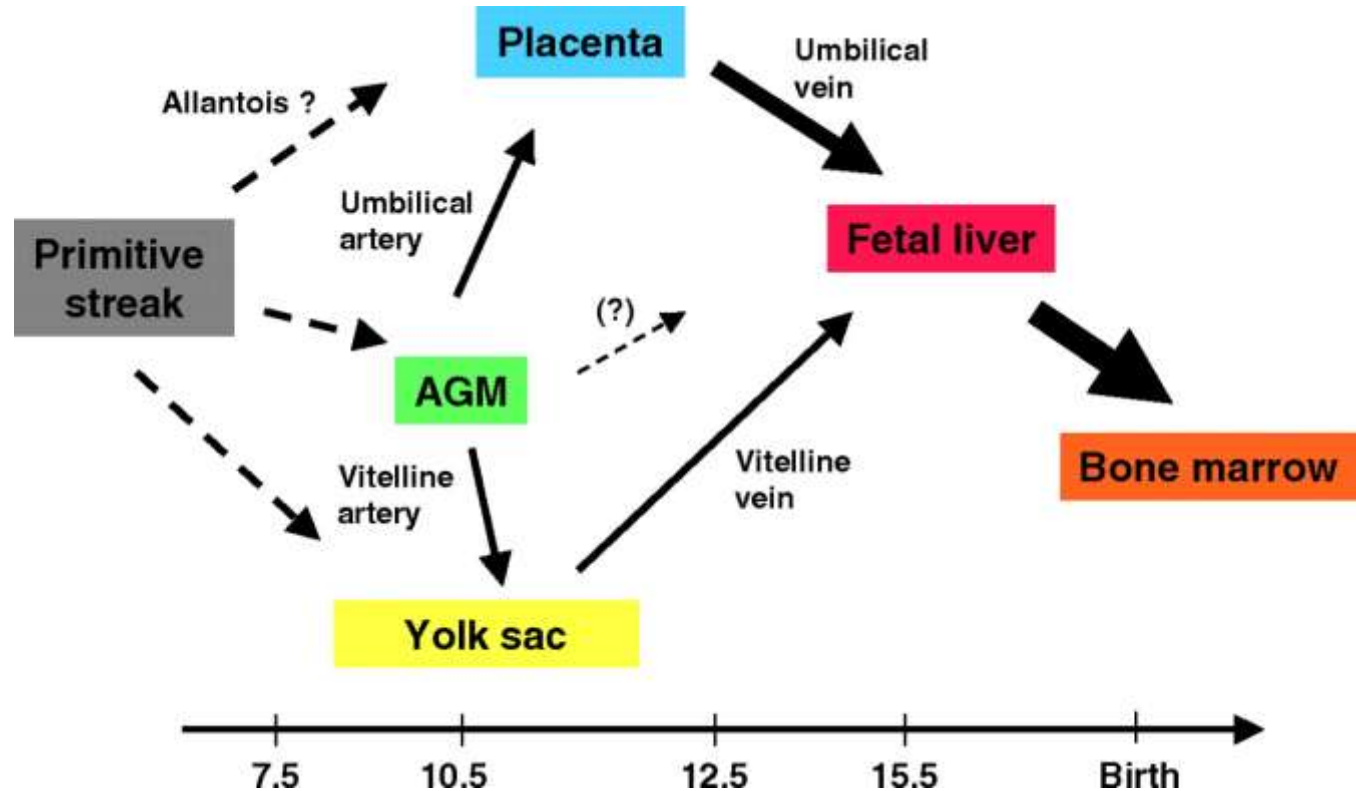 Placenta
Umbilical
vein
Allantois ?
Umbilical
artery
Primitive
streak
Fetal liver
(?)
AGM
Vitelline
artery
Vitelline
vein
Bone marrow
Yolk sac
7.5 10.5 12.5 15.5 Birth